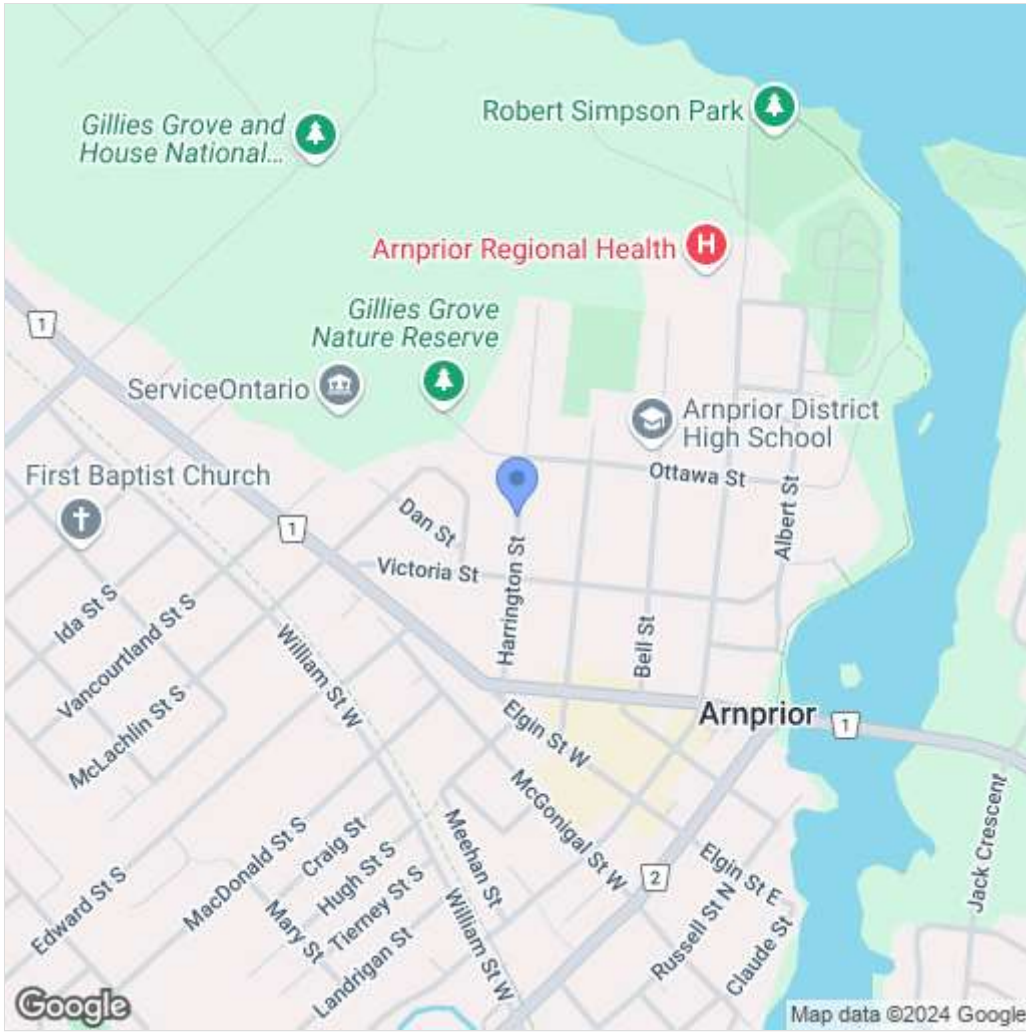 Robert Simpson Park
Gillies Grove and
House National...
Arnprior Regional Health
H
Gillies Grove
Nature Reserve
1
ServiceOntario
Arnprior District
High School
First Baptist Church
Ottawa St
1
Dan St
Albert St
Victoria St
Harrington St
Ida St S
Vancourtland St S
William St W
Bell St
McLachlin St S
Arnprior
1
Elgin St W
McGonigal St W
Meehan St
Jack Crescent
MacDonald St S
Craig St
Hugh St S
Elgin St E
2
Edward St S
Mary St
Tierney St S
William St W
Russell St N
Landrigan St
Claude St
Google
Map data ©2024 Google